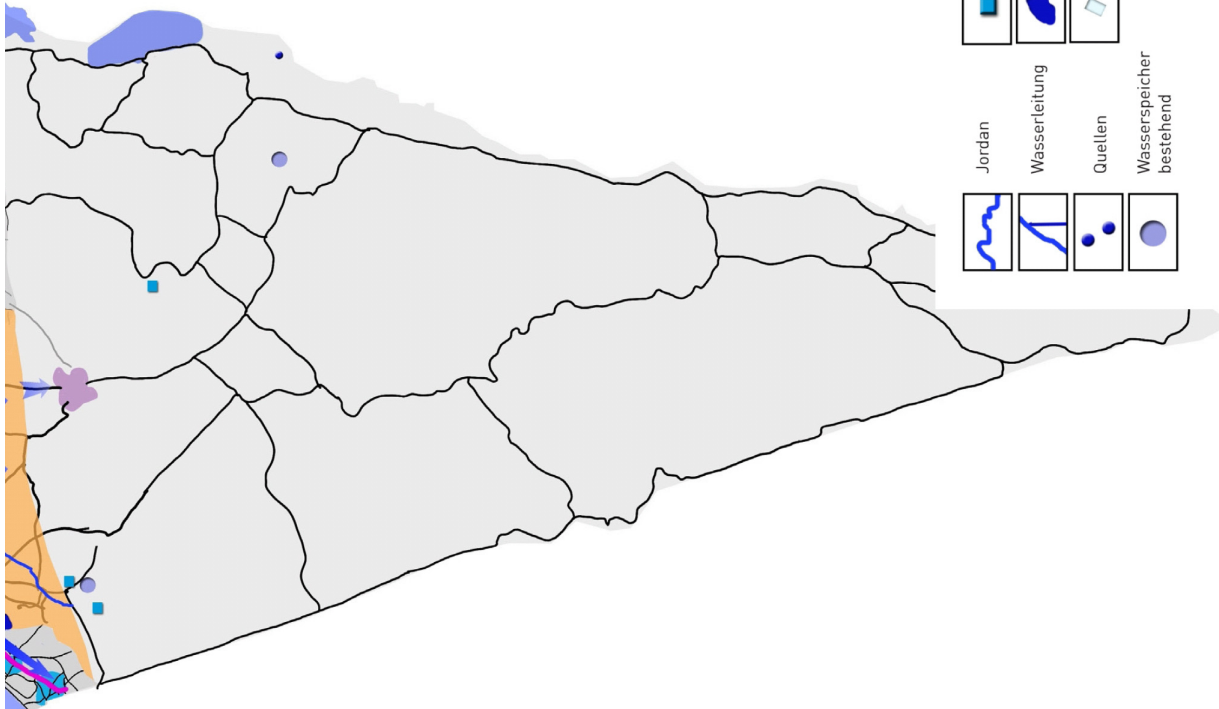 Jordan
Wasserleitung
Quellen
Wasserspeicher
bestehend